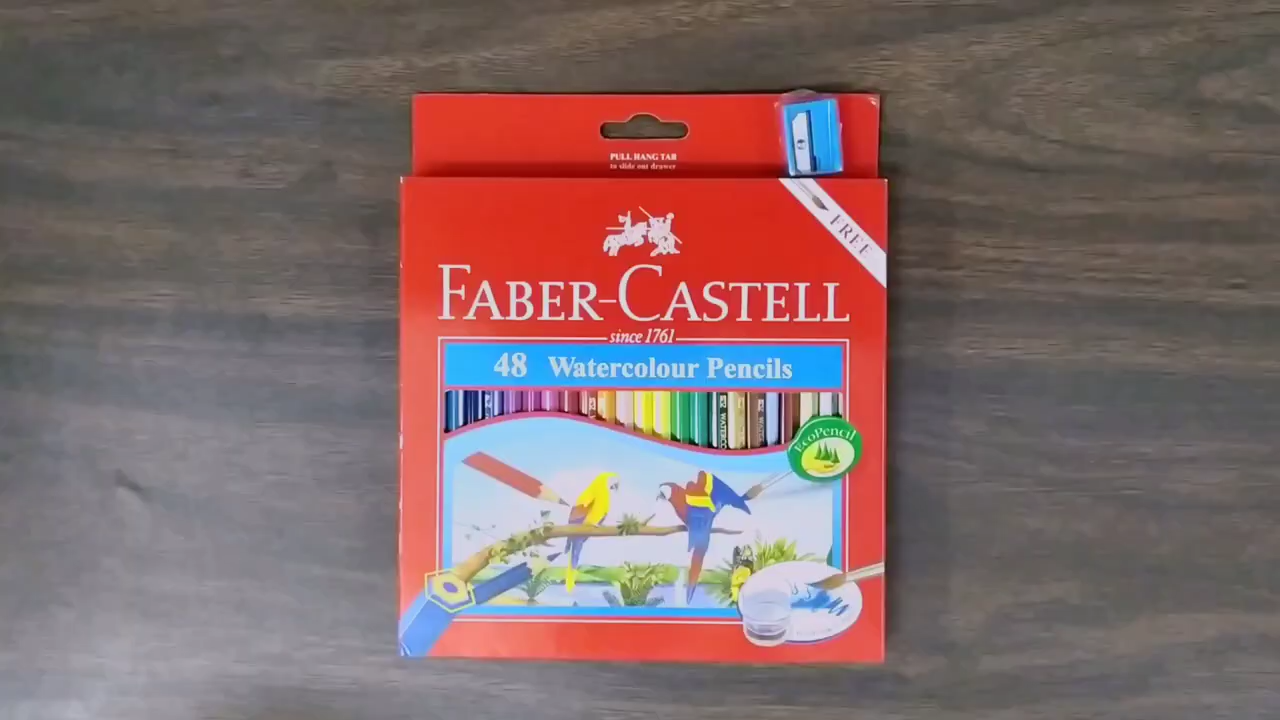 PULL HANG TAB
to slide out drawer
FREE
FABER-CASTELL
since 1761
48 Watercolour Pencils
EcoPencil